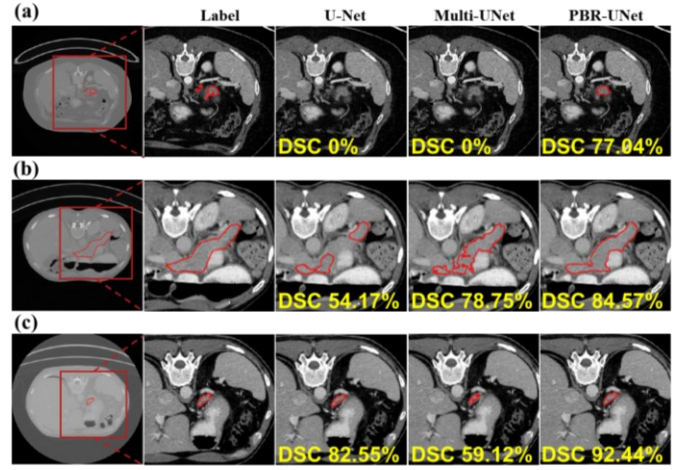 (a) Label U-Net Multi-UNet PBR-UNet
DSC 0% DSC 0% DSC 77.04%
(b)
DSC 54.17% DSC 78.75% DSC 84.57%
(c)
DSC 82.55% DSC 59.12% DSC 92.44%